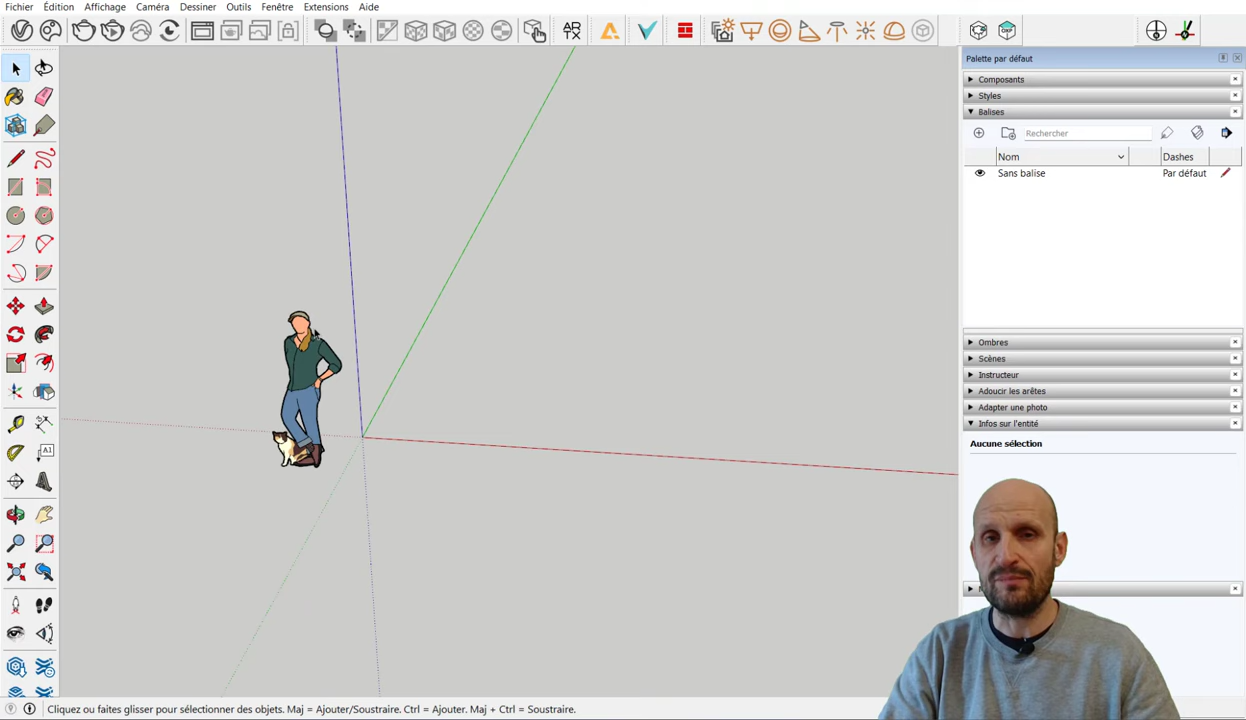 Fichier Édition Affichage Caméra Dessiner Outils Fenêtre Extensions Aide
AR
Palette par défaut
Composants
Styles
Balises
Rechercher
Nom Dashes
Sans balise Par défaut
Ombres
Scènes
Instructeur
Adoucir les arêtes
Adapter une photo
Infos sur l'entité
Aucune sélection
AI
Cliquez ou faites glisser pour sélectionner des objets. Maj = Ajouter/Soustraire. Ctrl = Ajouter. Maj + Ctrl = Soustraire.